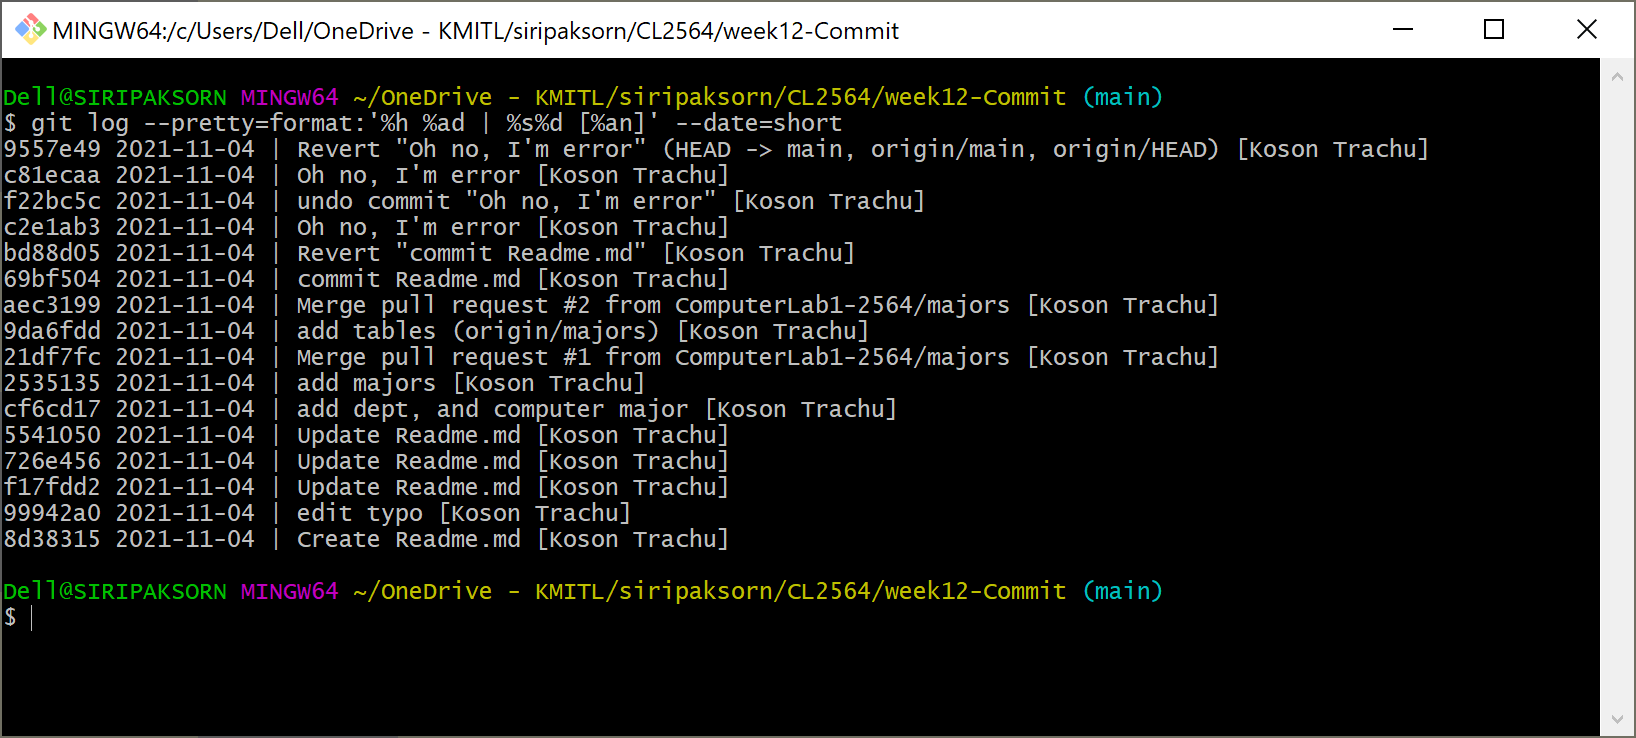 MINGW64:/c/Users/Dell/OneDrive - KMITL/siripaksorn/CL2564/week12-Commit
Dell@SIRIPAKSORN MINGW64 ~/OneDrive - KMITL/siripaksorn/CL2564/week12-Commit (main)
$ git log --pretty=format:'%h %ad | %s%d [%an]' --date=short
9557e49 2021-11-04 | Revert "Oh no, I'm error" (HEAD -> main, origin/main, origin/HEAD) [Koson Trachu]
c81ecaa 2021-11-04 | Oh no, I'm error [Koson Trachu]
f22bc5c 2021-11-04 | undo commit "Oh no, I'm error" [Koson Trachu]
c2e1ab3 2021-11-04 | Oh no, I'm error [Koson Trachu]
bd88d05 2021-11-04 | Revert "commit Readme.md" [Koson Trachu]
69bf504 2021-11-04 | commit Readme.md [Koson Trachu]
aec3199 2021-11-04 | Merge pull request #2 from ComputerLab1-2564/majors [Koson Trachu]
9da6fdd 2021-11-04 | add tables (origin/majors) [Koson Trachu]
21df7fc 2021-11-04 | Merge pull request #1 from ComputerLab1-2564/majors [Koson Trachu]
2535135 2021-11-04 | add majors [Koson Trachu]
cf6cd17 2021-11-04 | add dept, and computer major [Koson Trachu]
5541050 2021-11-04 | Update Readme.md [Koson Trachu]
726e456 2021-11-04 | Update Readme.md [Koson Trachu]
f17fdd2 2021-11-04 | Update Readme.md [Koson Trachu]
99942a0 2021-11-04 | edit typo [Koson Trachu]
8d38315 2021-11-04 | Create Readme.md [Koson Trachu]
Dell@SIRIPAKSORN MINGW64 ~/OneDrive - KMITL/siripaksorn/CL2564/week12-Commit (main)
$